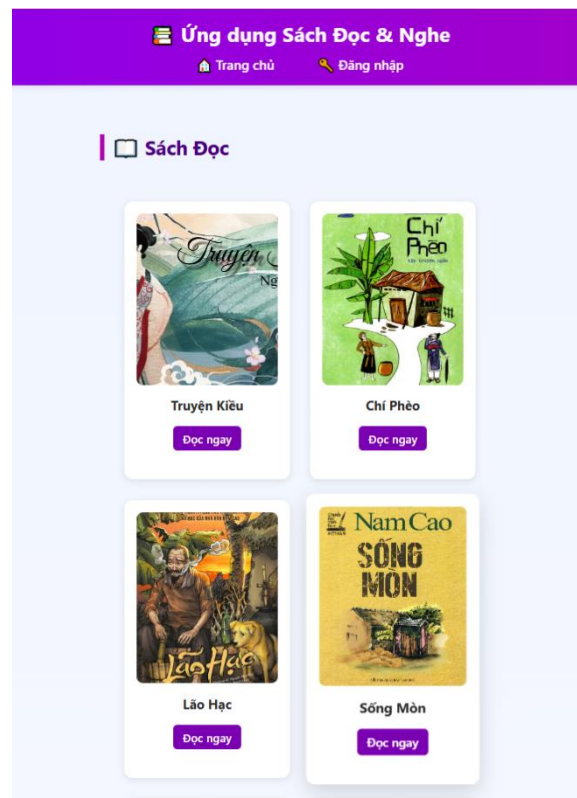 Ứng dụng Sách Đọc & Nghe
Trang chủ Đăng nhập
Sách Đọc
Truyện
Chí Phèo
Truyện Kiều
Chí Phèo
Đọc ngay
Đọc ngay
Lão Hạc
Nam Cao
SỐNG MÒN
Lão Hạc
Sống Mòn
Đọc ngay
Đọc ngay